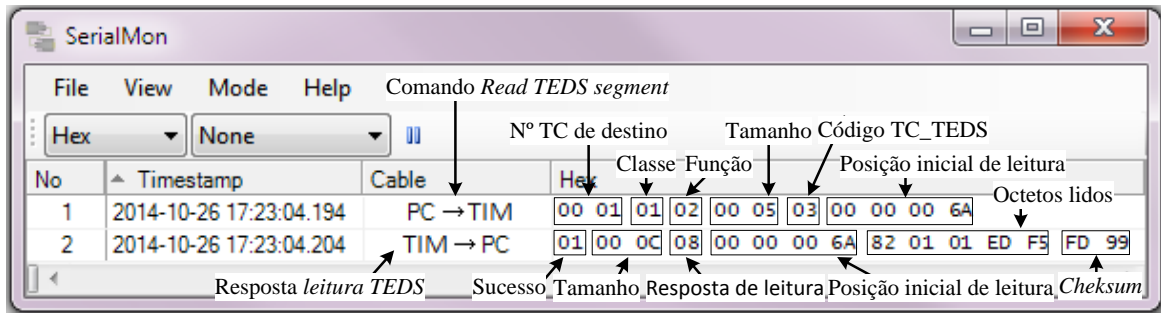 SerialMon
File View Mode Help Comando Read TEDS segment
Hex None Nº TC de destino Tamanho Código TC_TEDS
Classe Função Posição inicial de leitura
No Timestamp Cable Hex Octetos lidos
1 2014-10-26 17:23:04.194 PC → TIM 00 01 01 02 00 05 03 00 00 00 6A
2 2014-10-26 17:23:04.204 TIM → PC 01 00 0C 08 00 00 00 6A 82 01 01 ED F5 FD 99
Resposta leitura TEDS Sucesso Tamanho Resposta de leitura Posição inicial de leitura Cheksum